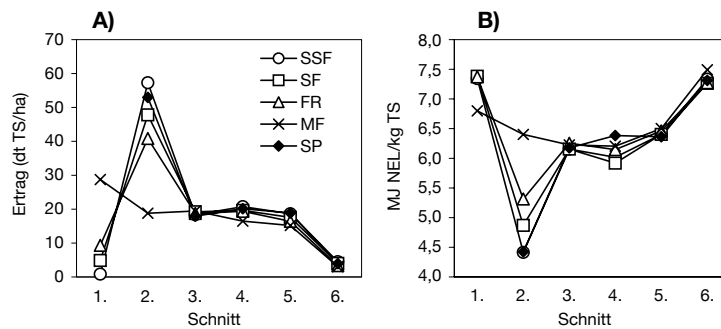 A)
Ertrag (dt TS/ha)
70
60
50
40
30
20
10
0
SSF
SF
FR
MF
SP
1. 2. 3. 4. 5. 6.
Schnitt
B)
MJ NEL/kg TS
8,0
7,5
7,0
6,5
6,0
5,5
5,0
4,5
4,0
1. 2. 3. 4. 5. 6.
Schnitt